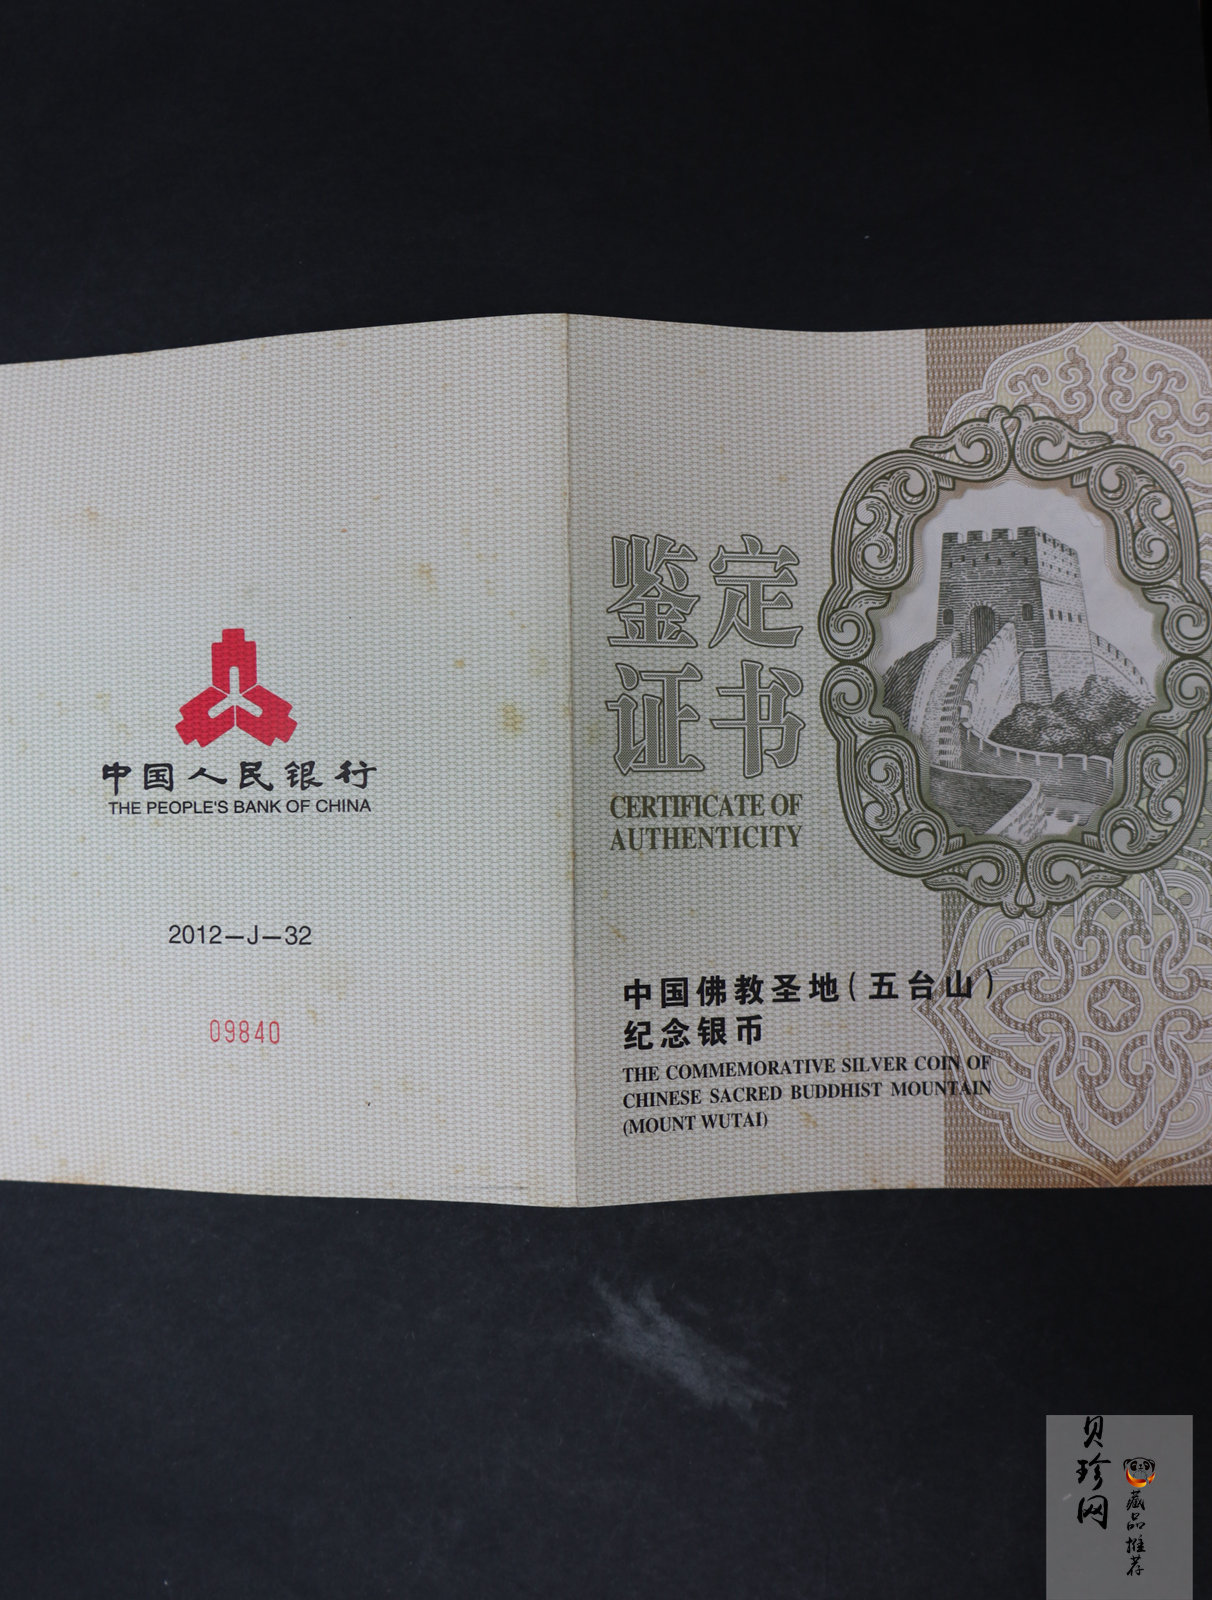 中国人民银行
THE PEOPLE'S BANK OF CHINA
2012—J—32
09840
鉴定
证书
CERTIFICATE OF
AUTHENTICITY
中国佛教圣地(五台山)
纪念银币
THE COMMEMORATIVE SILVER COIN OF
CHINESE SACRED BUDDHIST MOUNTAIN
(MOUNT WUTAI)
贝珍网
藏品推荐